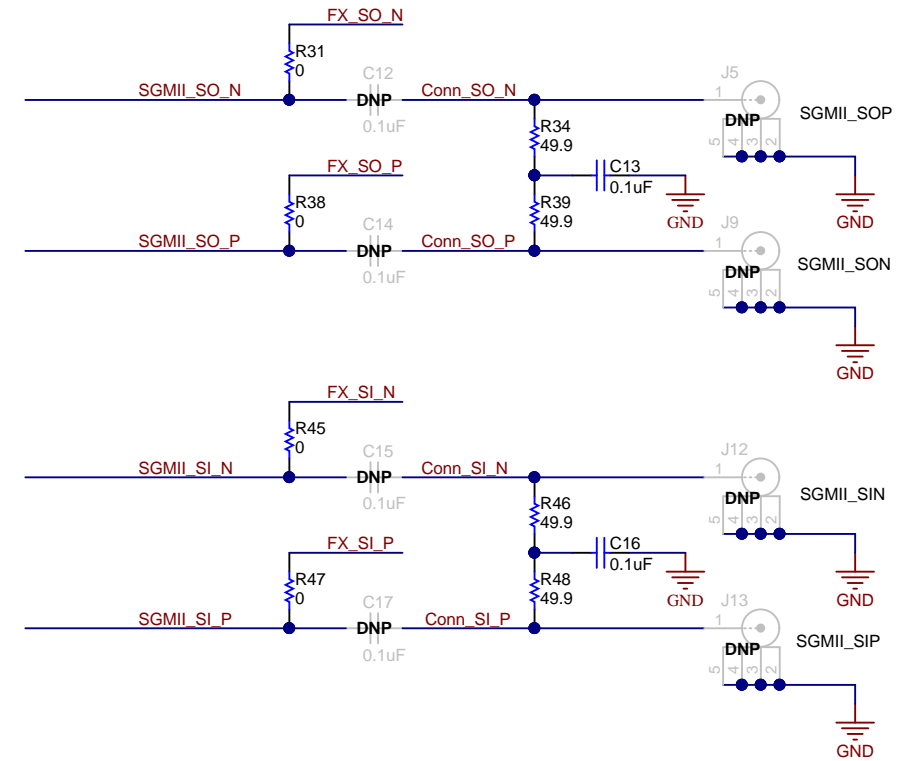 FX_SO_N
R31
0
SGMII_SO_N
C12
DNP
0.1uF
Conn_SO_N
J5
1
DNP
5
4
3
2
SGMII_SOP
GND
R34
49.9
C13
0.1uF
GND
FX_SO_P
R38
0
R39
49.9
SGMII_SO_P
C14
DNP
0.1uF
Conn_SO_P
J9
1
DNP
5
4
3
2
SGMII_SON
GND
FX_SI_N
R45
0
SGMII_SI_N
C15
DNP
0.1uF
Conn_SI_N
J12
1
DNP
5
4
3
2
SGMII_SIN
GND
R46
49.9
C16
0.1uF
GND
FX_SI_P
R47
0
R48
49.9
SGMII_SI_P
C17
DNP
0.1uF
Conn_SI_P
J13
1
DNP
5
4
3
2
SGMII_SIP
GND